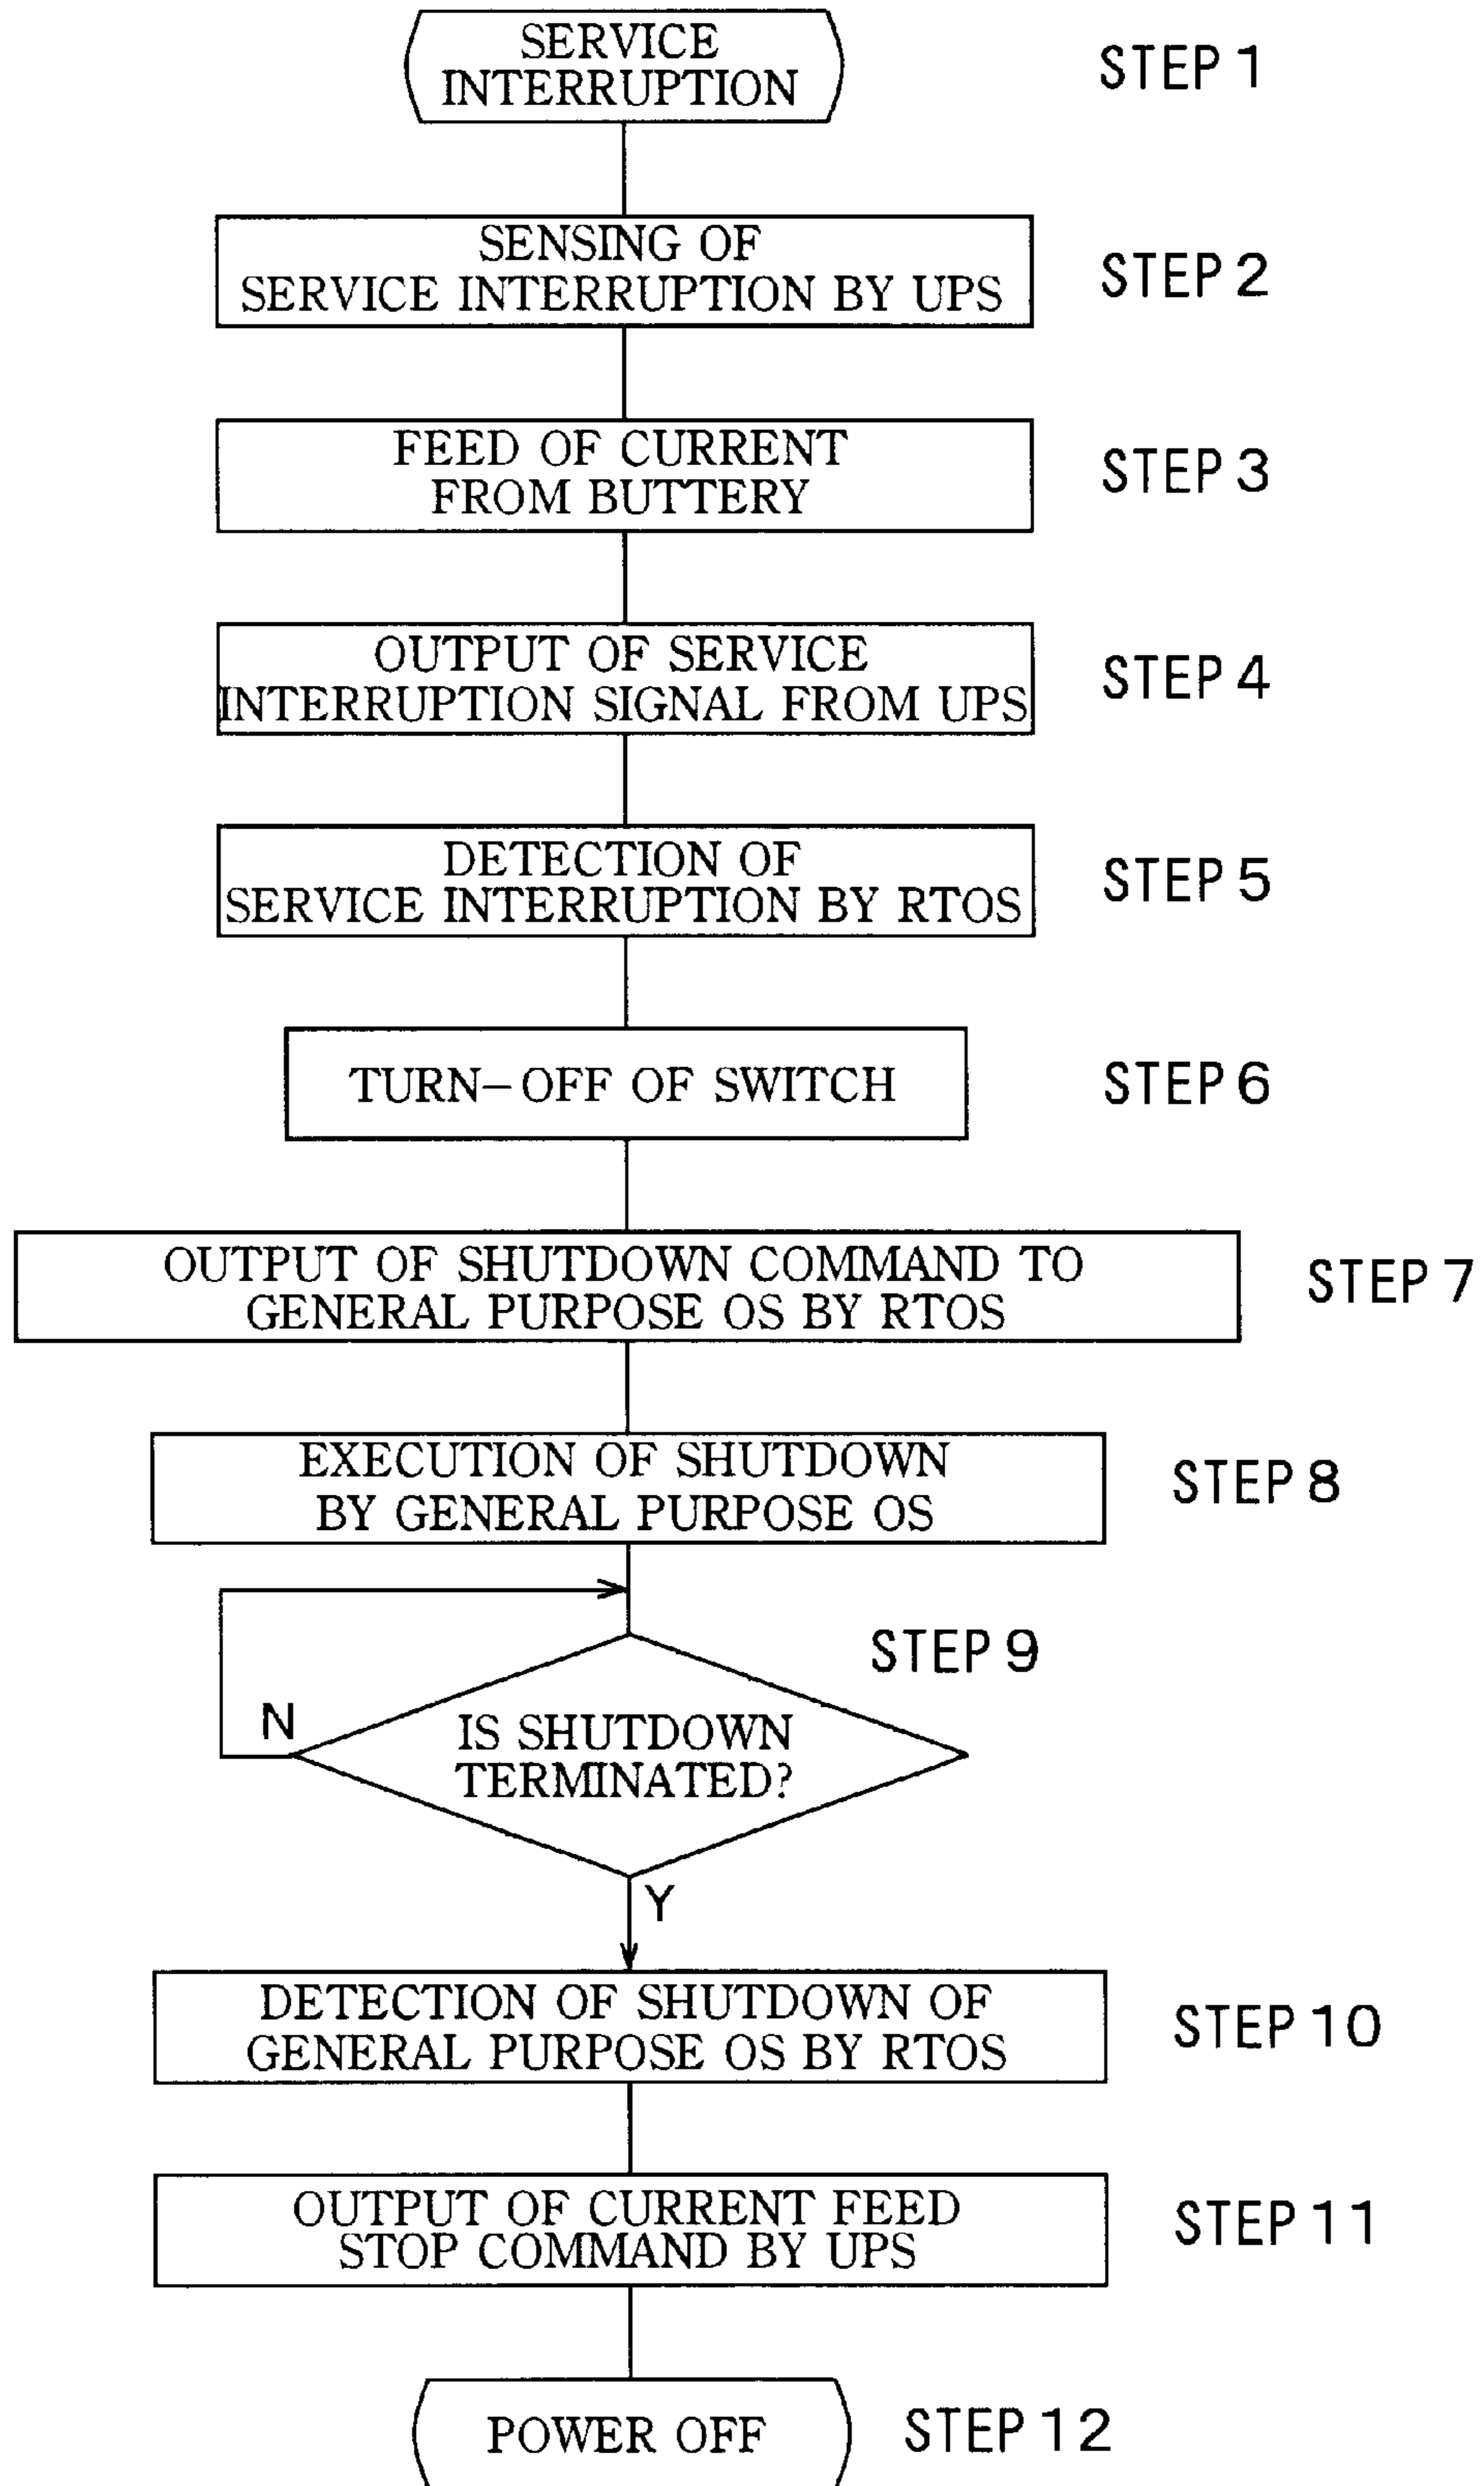 SERVICE
INTERRUPTION
STEP 1
SENSING OF
SERVICE INTERRUPTION BY UPS
STEP 2
FEED OF CURRENT
FROM BUTTERY
STEP 3
OUTPUT OF SERVICE
INTERRUPTION SIGNAL FROM UPS
STEP 4
DETECTION OF
SERVICE INTERRUPTION BY RTOS
STEP 5
TURN-OFF OF SWITCH
STEP 6
OUTPUT OF SHUTDOWN COMMAND TO
GENERAL PURPOSE OS BY RTOS
STEP 7
EXECUTION OF SHUTDOWN
BY GENERAL PURPOSE OS
STEP 8
STEP 9
N
IS SHUTDOWN
TERMINATED?
Y
DETECTION OF SHUTDOWN OF
GENERAL PURPOSE OS BY RTOS
STEP 10
OUTPUT OF CURRENT FEED
STOP COMMAND BY UPS
STEP 11
POWER OFF
STEP 12